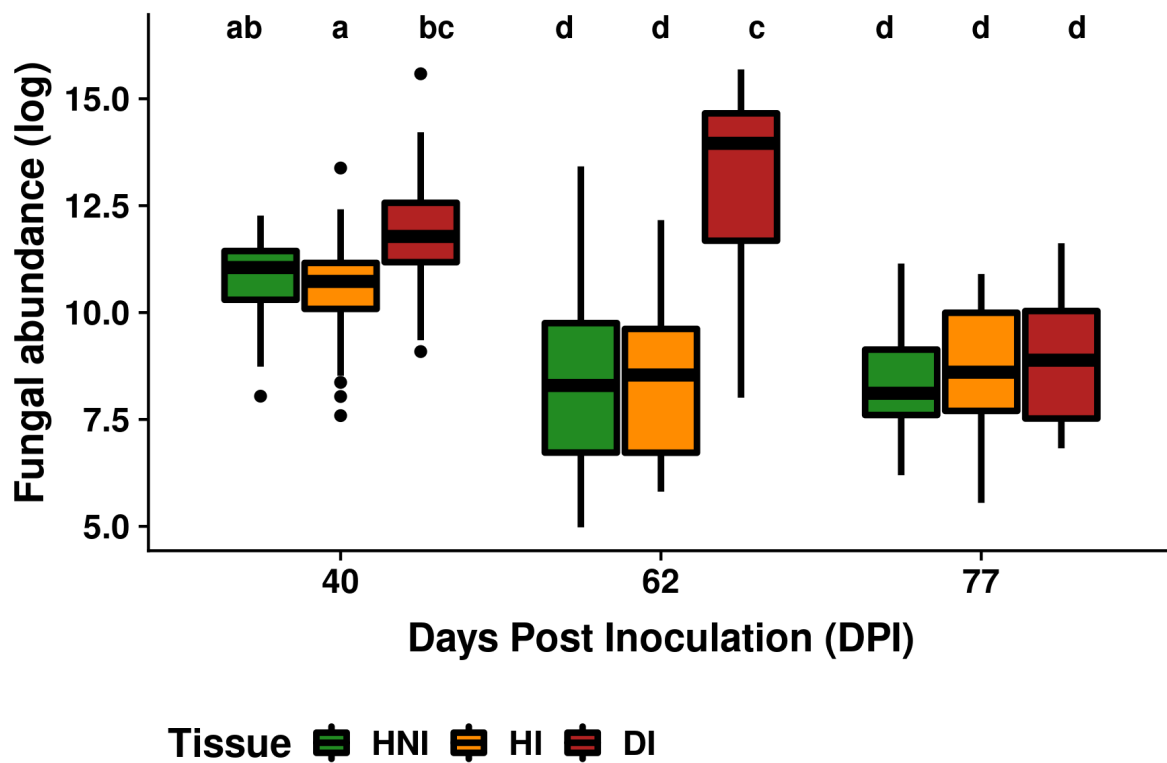 ab a bc d d c d d d
Fungal abundance (log)
15.0
12.5
10.0
7.5
5.0
40 62 77
Days Post Inoculation (DPI)
Tissue HNI HI DI